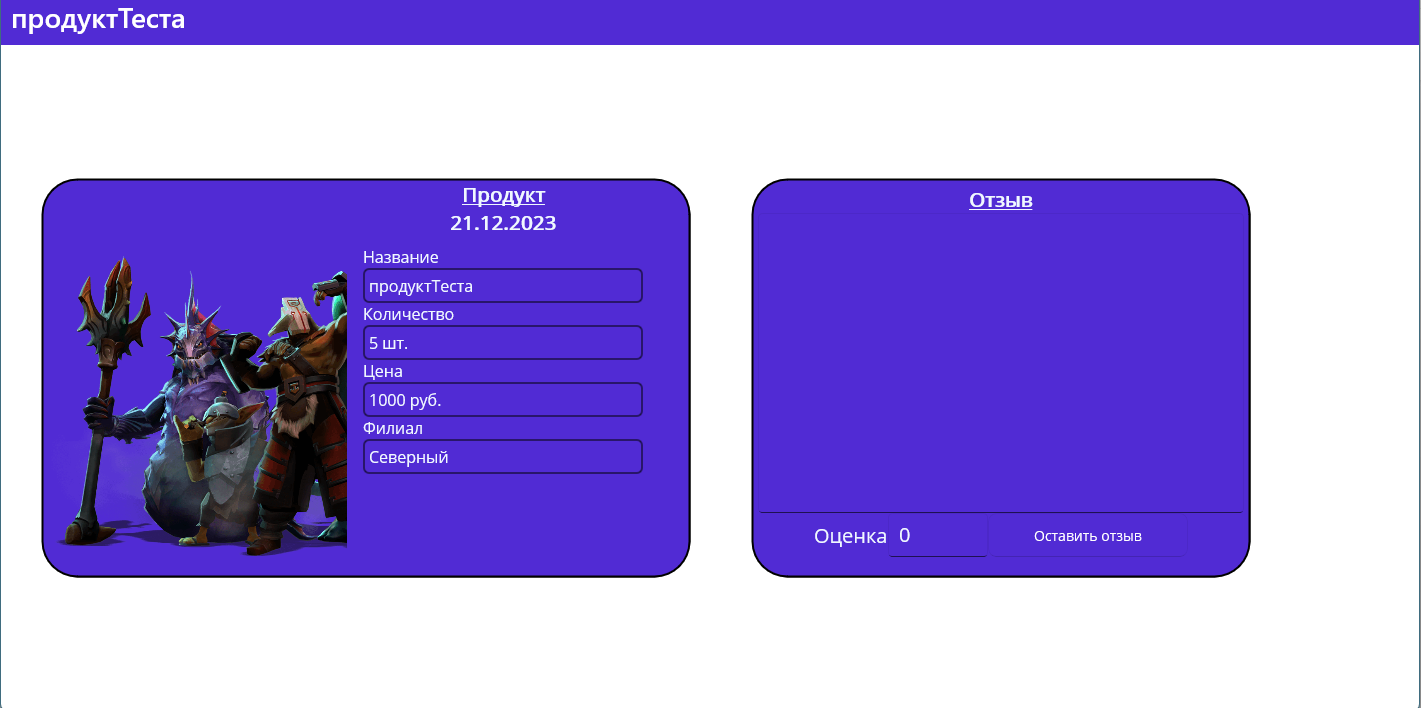 продуктТеста
Продукт
21.12.2023
Название
продуктТеста
Количество
5 шт.
Цена
1000 руб.
Филиал
Северный
Отзыв
Оценка 0 Оставить отзыв